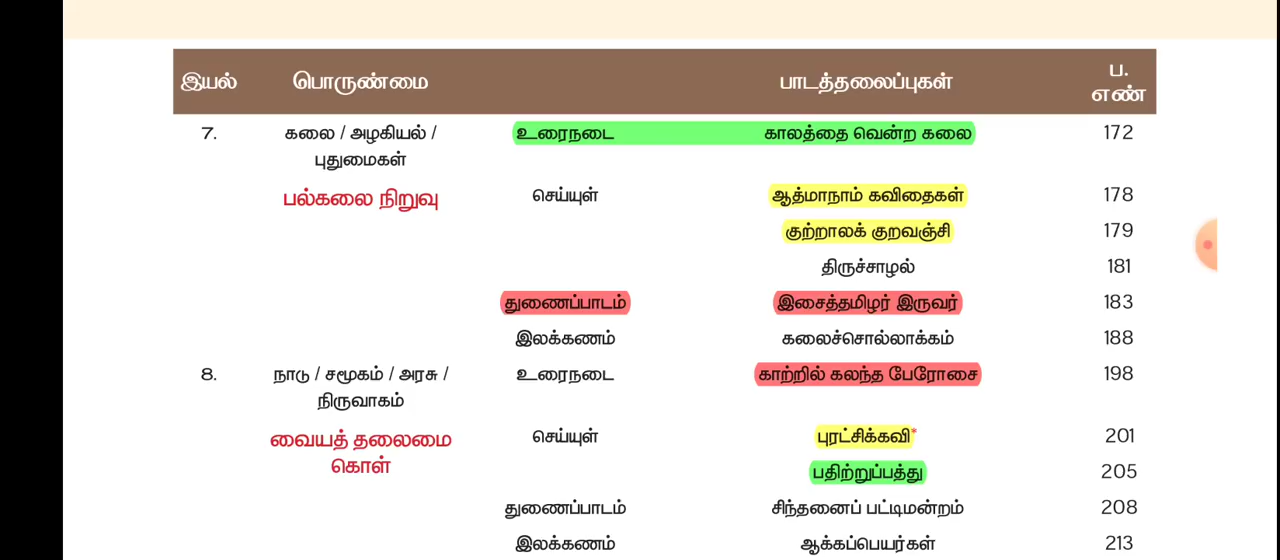 இயல் பொருண்மை பாடத்தலைப்புகள் ப. எண்
7. கலை / அழகியல் / உரைநடை காலத்தை வென்ற கலை 172
புதுமைகள்
பல்கலை நிறுவு செய்யுள் ஆத்மாநாம் கவிதைகள் 178
குற்றாலக் குறவஞ்சி 179
திருச்சாழல் 181
துணைப்பாடம் இசைத்தமிழர் இருவர் 183
இலக்கணம் கலைச்சொல்லாக்கம் 188
8. நாடு / சமூகம் / அரசு / உரைநடை காற்றில் கலந்த பேரோசை 198
நிருவாகம்
வையத் தலைமை செய்யுள் புரட்சிக்கவி* 201
கொள் பதிற்றுப்பத்து 205
துணைப்பாடம் சிந்தனைப் பட்டிமன்றம் 208
இலக்கணம் ஆக்கப்பெயர்கள் 213